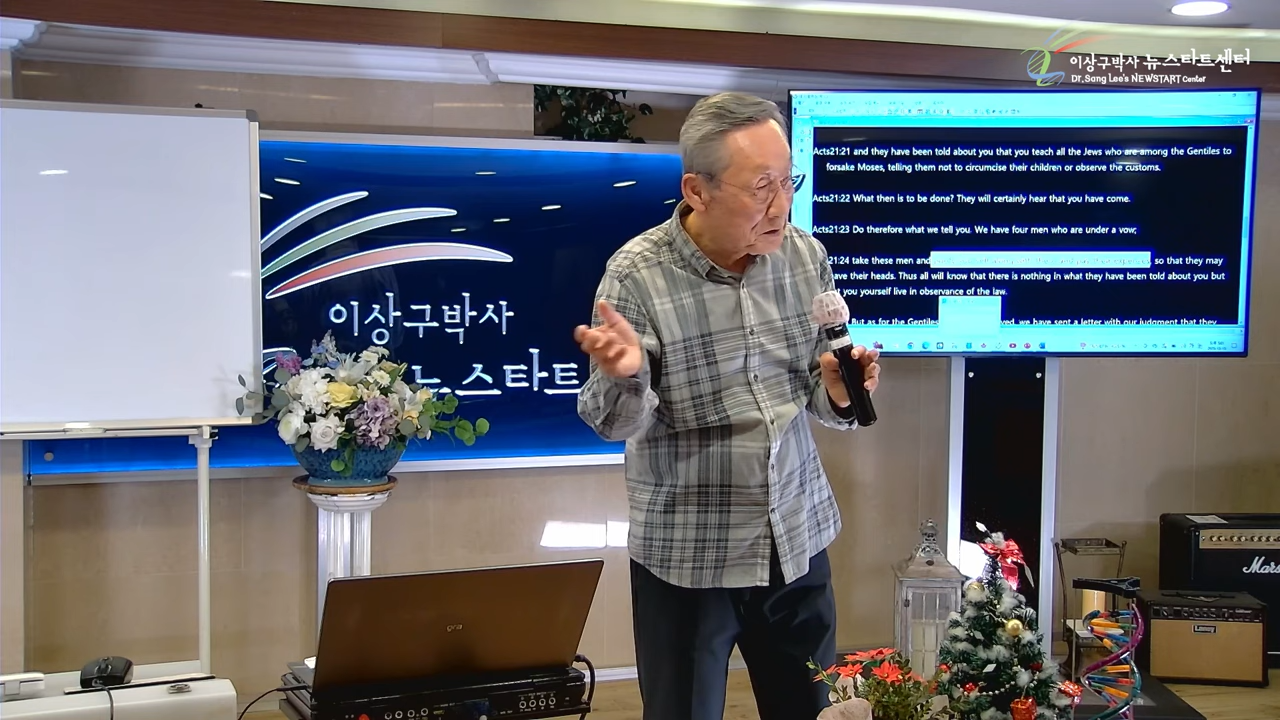 이상구박사 뉴스타트센터
Dr. Sang Lee's NEWSTART Center
Acts21:21 and they have been told about you that you teach all the Jews who are among the Gentiles to
forsake Moses, telling them not to circumcise their children or observe the customs.
Acts21:22 What then is to be done? They will certainly hear that you have come.
Acts21:23 Do therefore what we tell you. We have four men who are under a vow;
21:24 take these men and so that they may
ave their heads. Thus all will know that there is nothing in what they have been told about you but
you yourself live in observance of the law.
But as for the Gentiles ved, we have sent a letter with our judgment that they
이상구박사
뉴스타트
gram
Mars
Laney